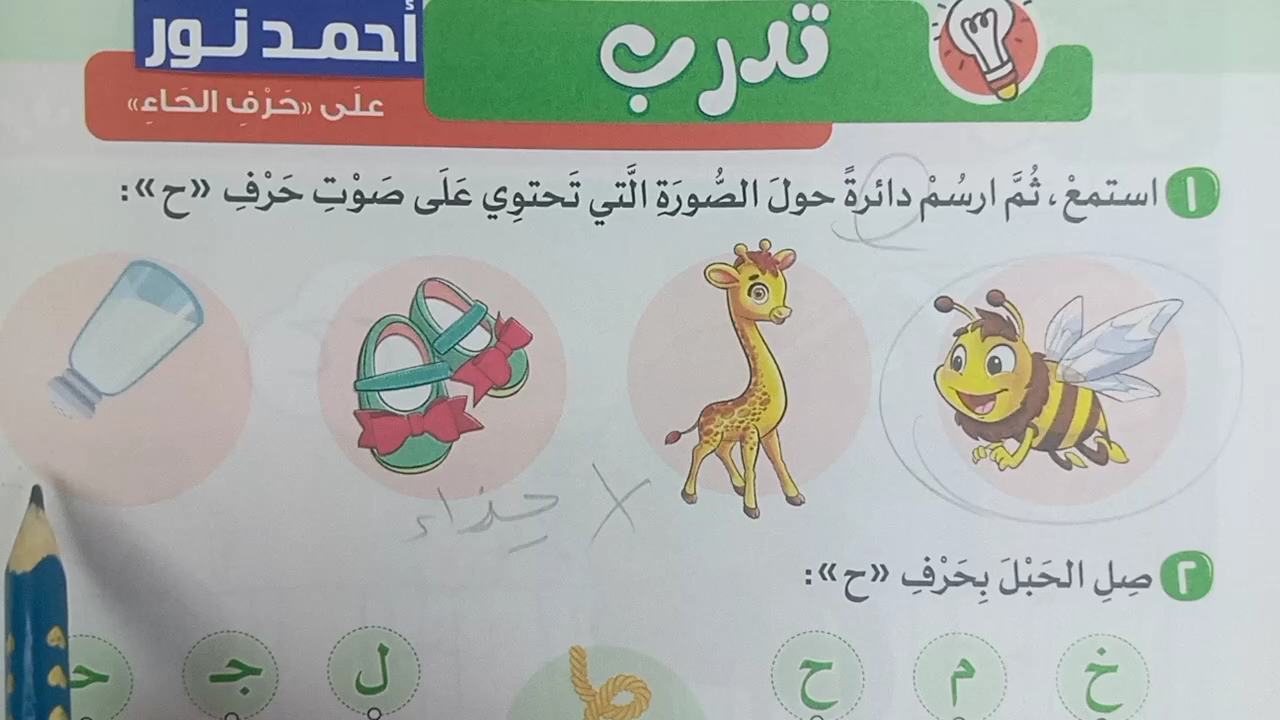 تدرب
أحمد نور
عَلَى «حَرْفِ الحَاءِ»
١ استمعْ، ثُمَّ ارسُمْ دائرةً حولَ الصُّورَةِ الَّتي تَحتوِي عَلَى صَوْتِ حَرْفِ «ح»:
حذاء
٢ صِلِ الحَبْلَ بِحَرْفِ «ح»:
خ م ح ل جـ حـ